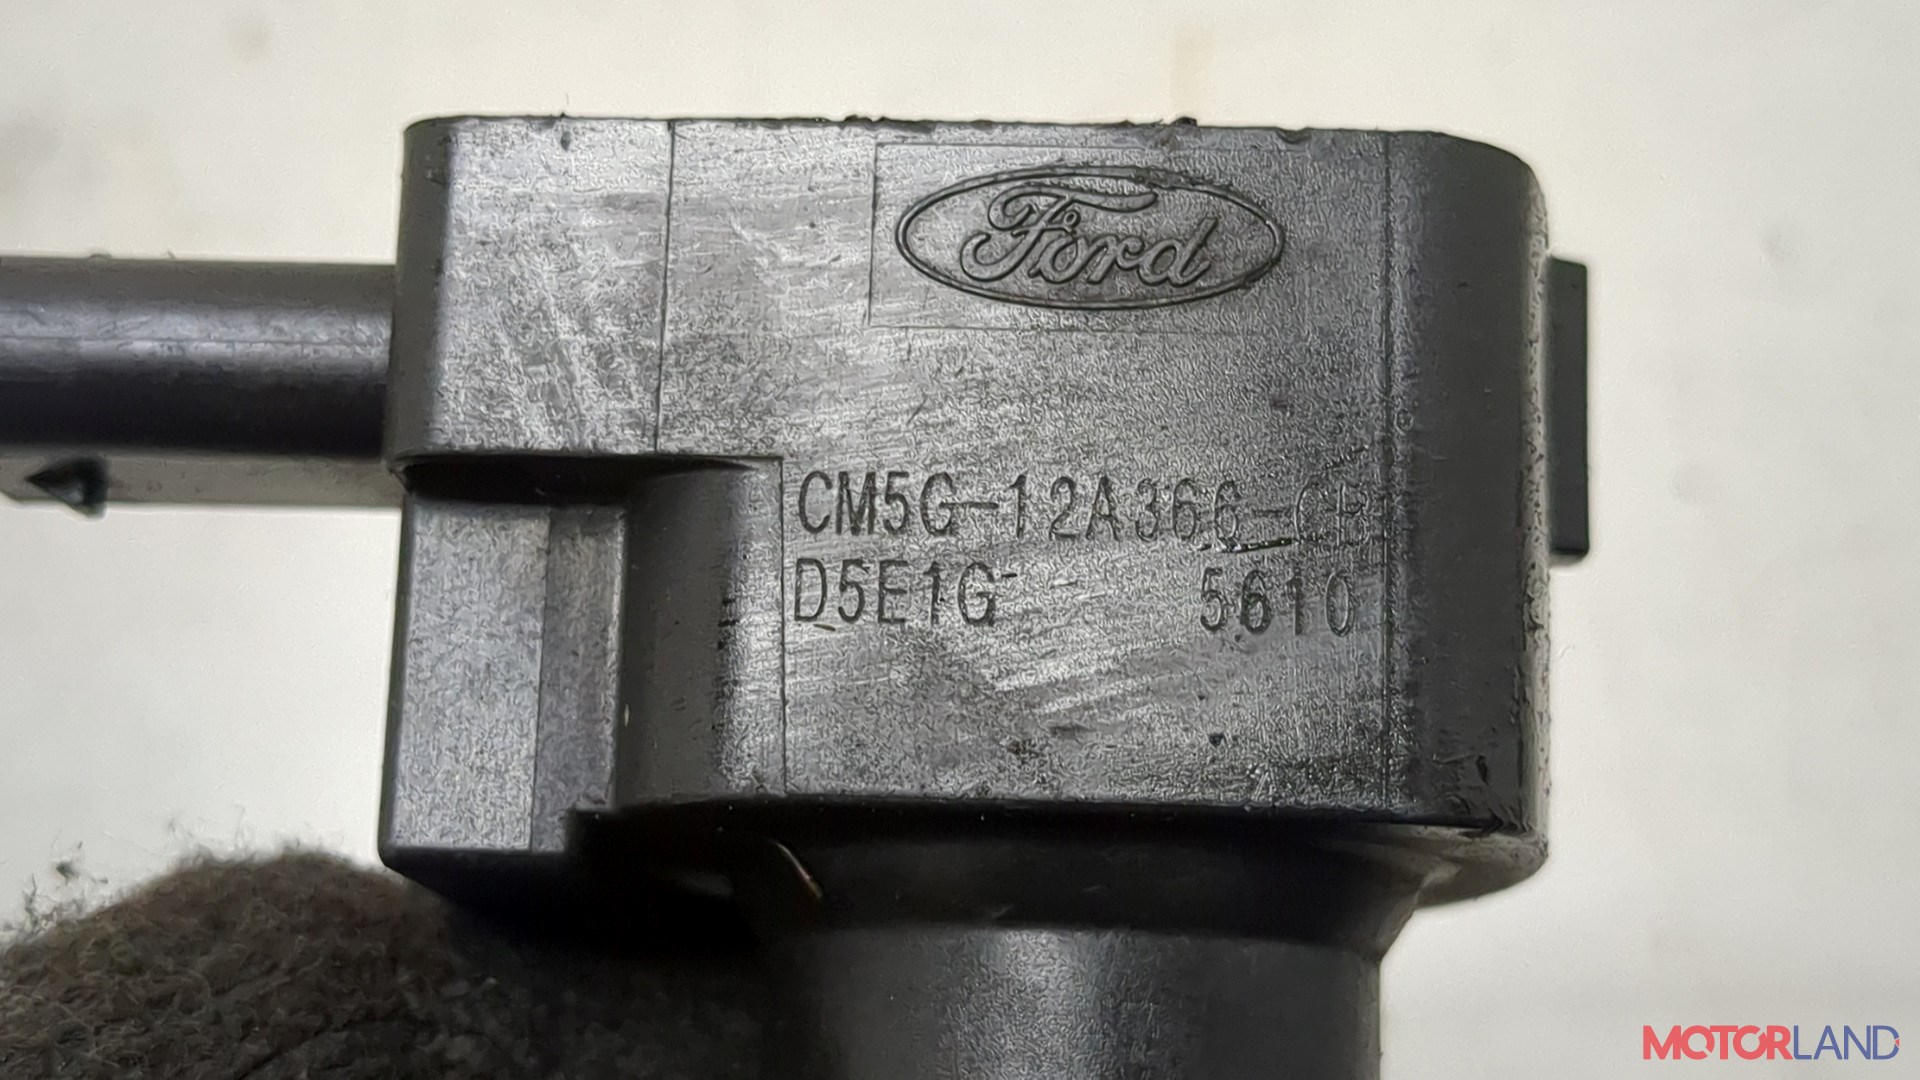 Ford
CM5G-12A366-CB
D5E1G 5610
MOTORLAND